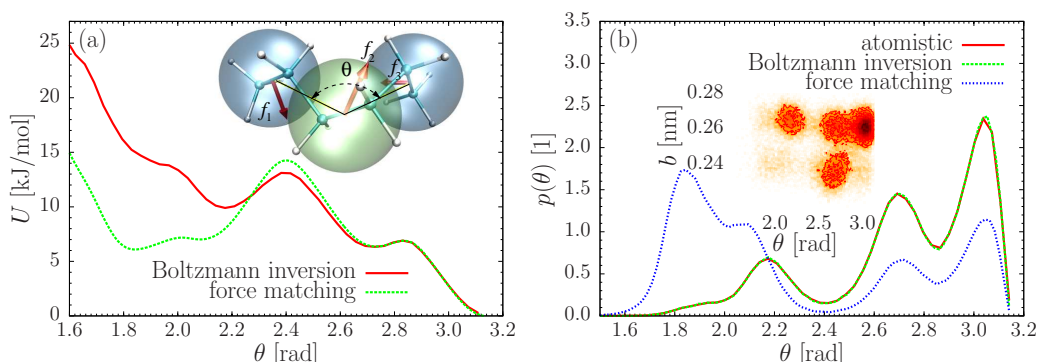 (a)
25
20
15
10
5
0
U [kJ/mol]
θ
f₁
f₂
f₃
Boltzmann inversion
force matching
1.6 1.8 2.0 2.2 2.4 2.6 2.8 3.0 3.2
θ [rad]
(b)
3.5
3.0
2.5
2.0
1.5
1.0
0.5
0.0
p(θ) [1]
atomistic
Boltzmann inversion
force matching
0.28
0.26
0.24
b [nm]
2.0 2.5 3.0
θ [rad]
1.6 1.8 2.0 2.2 2.4 2.6 2.8 3.0 3.2
θ [rad]